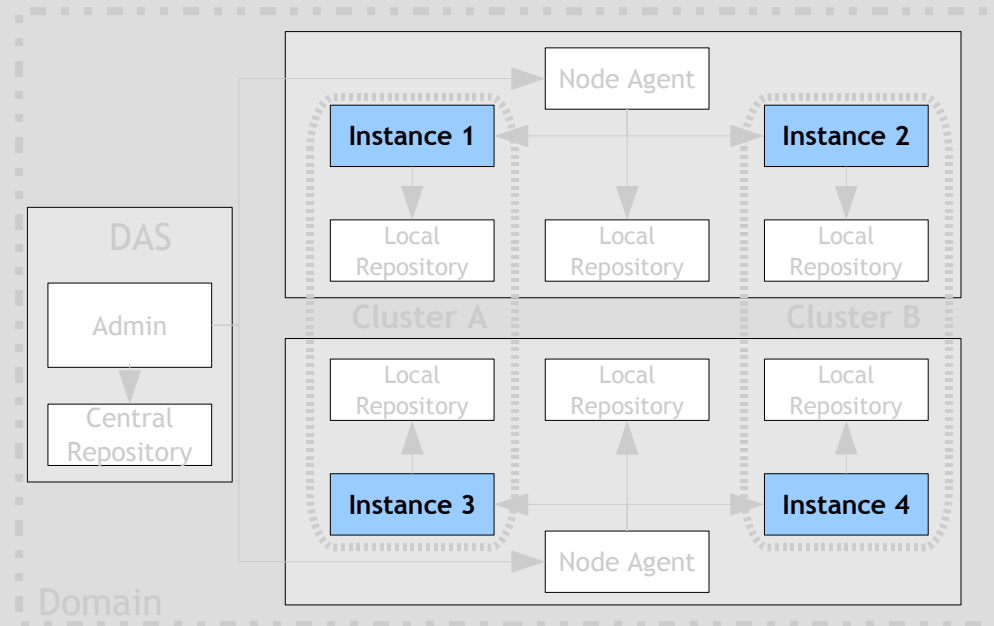 Node Agent
Instance 1
Instance 2
Local
Repository
Local
Repository
Local
Repository
DAS
Admin
Central
Repository
Cluster A
Cluster B
Local
Repository
Local
Repository
Local
Repository
Instance 3
Instance 4
Node Agent
Domain